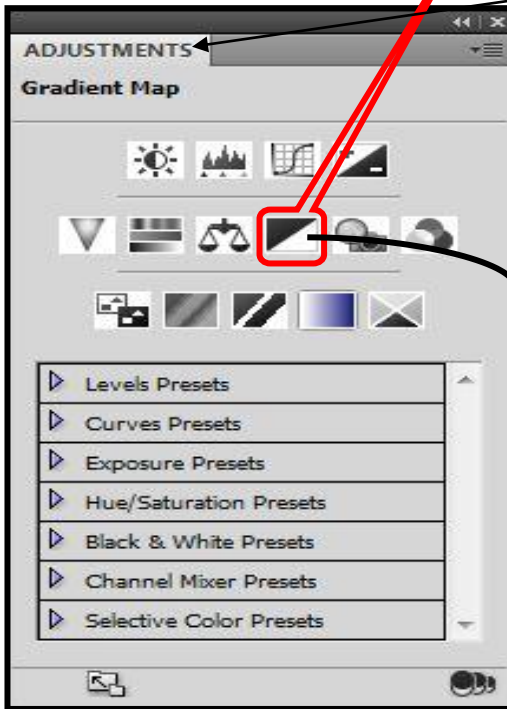 ADJUSTMENTS
Gradient Map
Levels Presets
Curves Presets
Exposure Presets
Hue/Saturation Presets
Black & White Presets
Channel Mixer Presets
Selective Color Presets